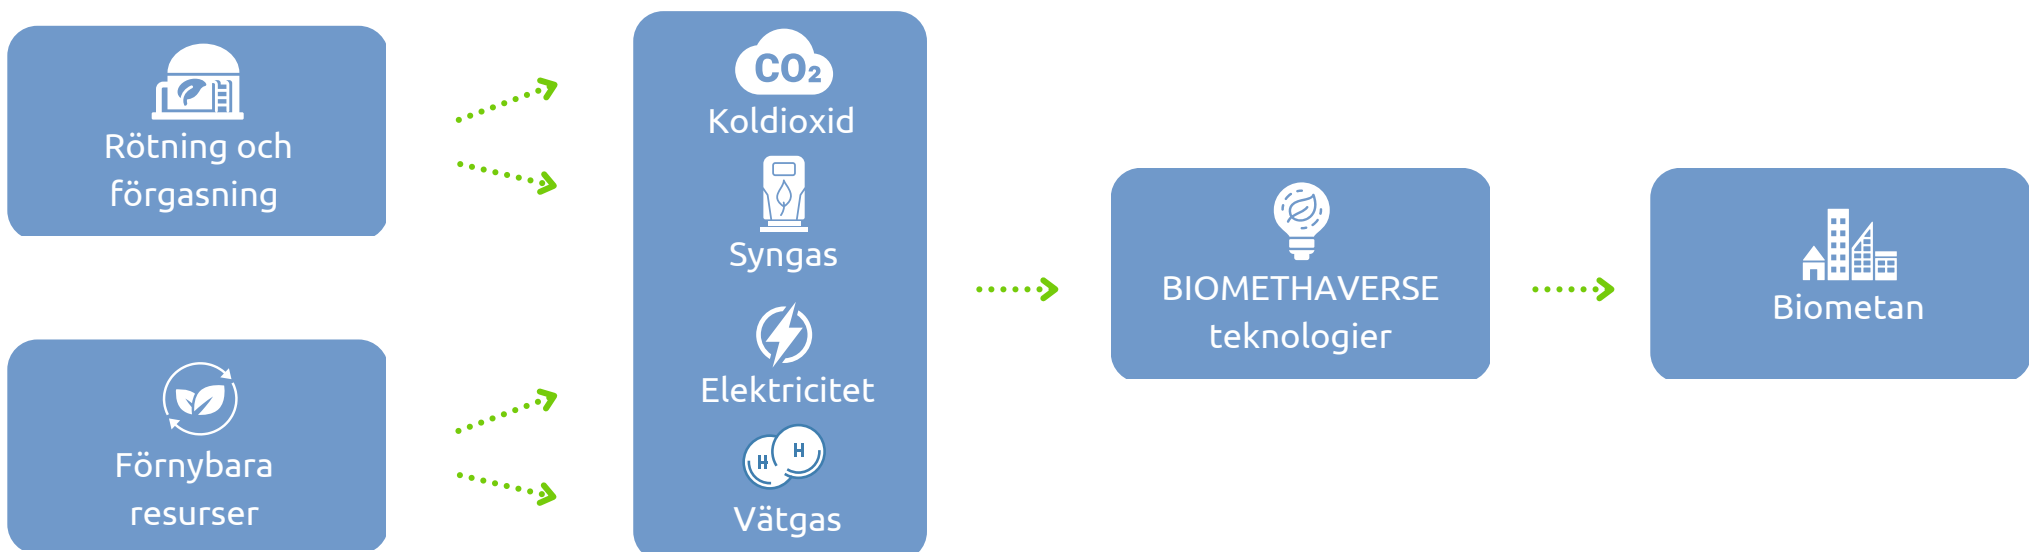 Rötning och
förgasning
Förnybara
resurser
CO₂
Koldioxid
Syngas
Elektricitet
H H
Vätgas
BIOMETHAVERSE
teknologier
Biometan